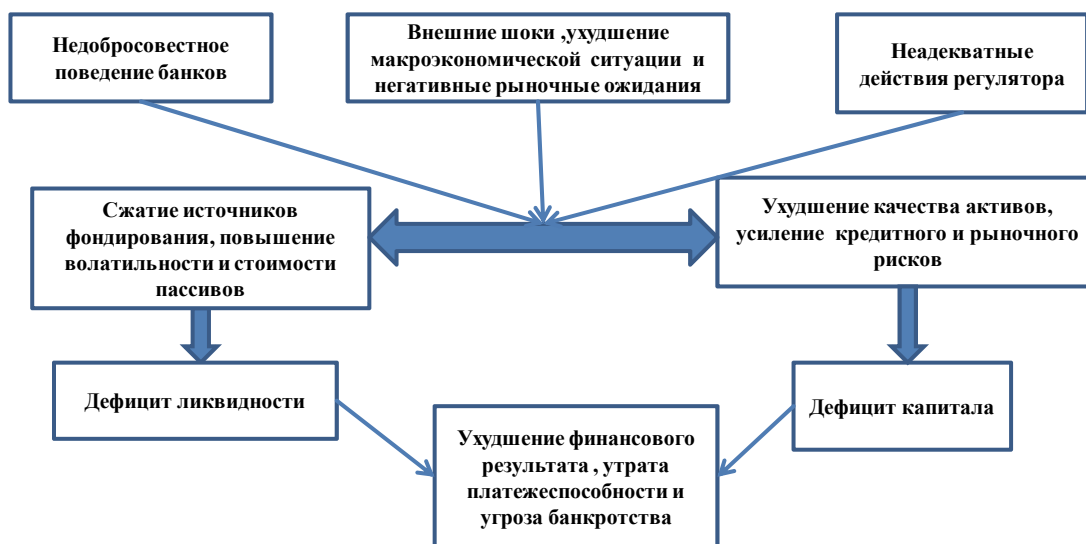 Недобросовестное
поведение банков
Внешние шоки ,ухудшение
макроэкономической ситуации и
негативные рыночные ожидания
Неадекватные
действия регулятора
Сжатие источников
фондирования, повышение
волатильности и стоимости
пассивов
Ухудшение качества активов,
усиление кредитного и рыночного
рисков
Дефицит ликвидности
Дефицит капитала
Ухудшение финансового
результата , утрата
платежеспособности и
угроза банкротства